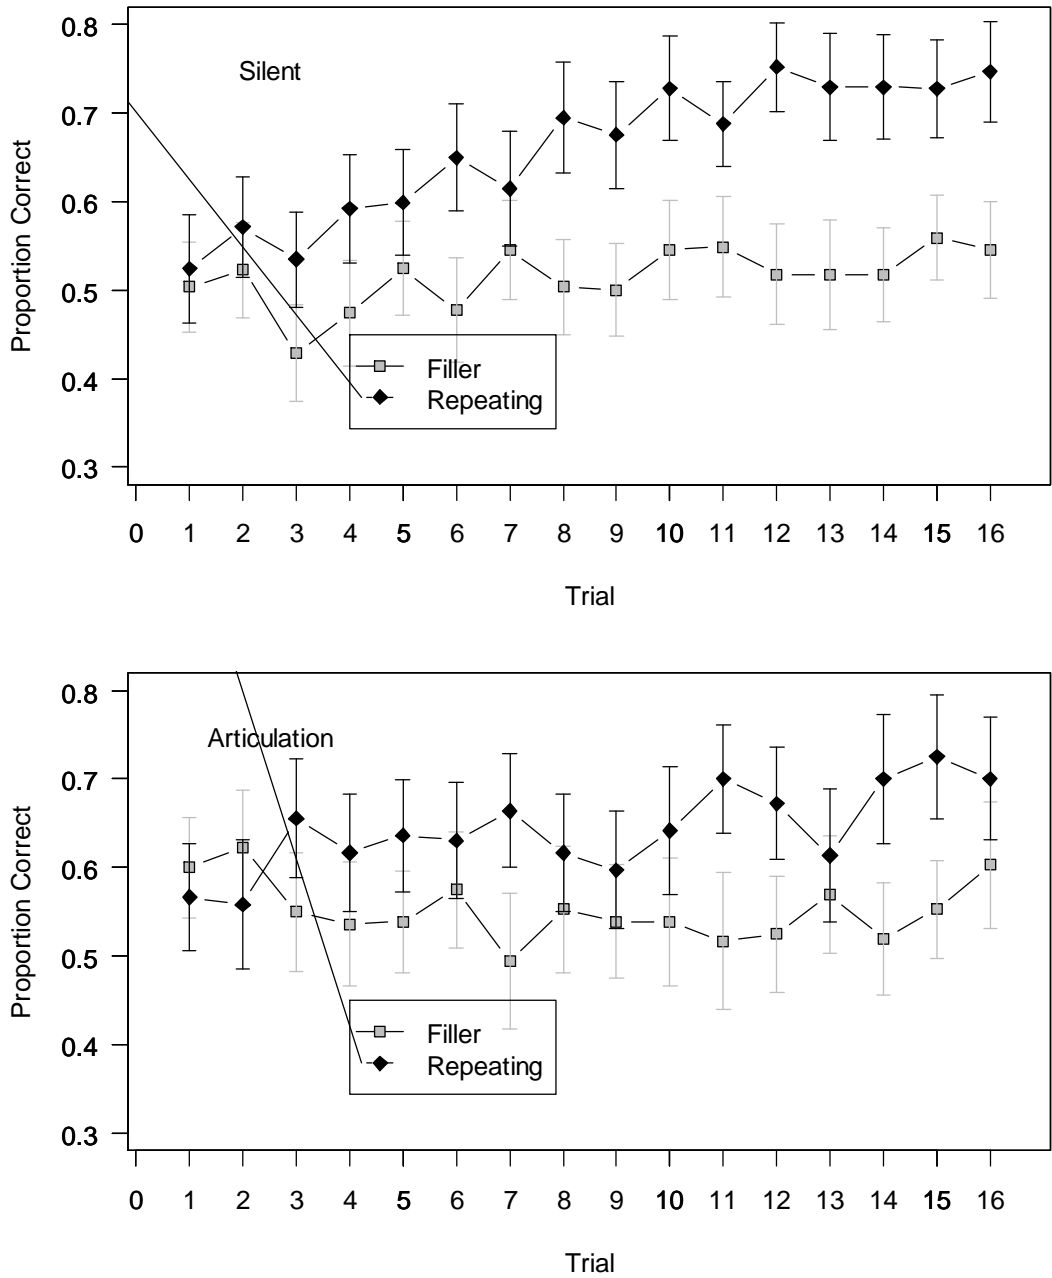 0.8
Silent
0.7
Proportion Correct
0.6
0.5
Filler
0.4
Repeating
0.3
0 1 2 3 4 5 6 7 8 9 10 11 12 13 14 15 16
Trial
0.8
Articulation
0.7
Proportion Correct
0.6
0.5
Filler
0.4
Repeating
0.3
0 1 2 3 4 5 6 7 8 9 10 11 12 13 14 15 16
Trial